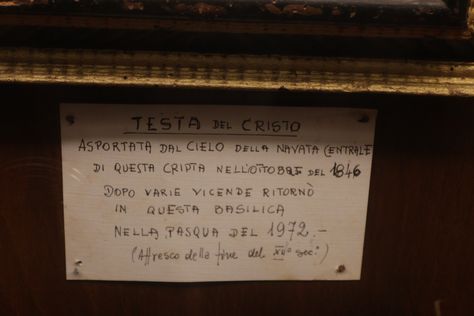 TESTA DEL CRISTO
ASPORTATA DAL CIELO DELLA NAVATA CENTRALE
DI QUESTA CRIPTA NELL'OTTOBRE DEL 1846
DOPO VARIE VICENDE RITORNÒ
IN QUESTA BASILICA
NELLA PASQUA DEL 1972.-
(Affresco della fine del sec.)